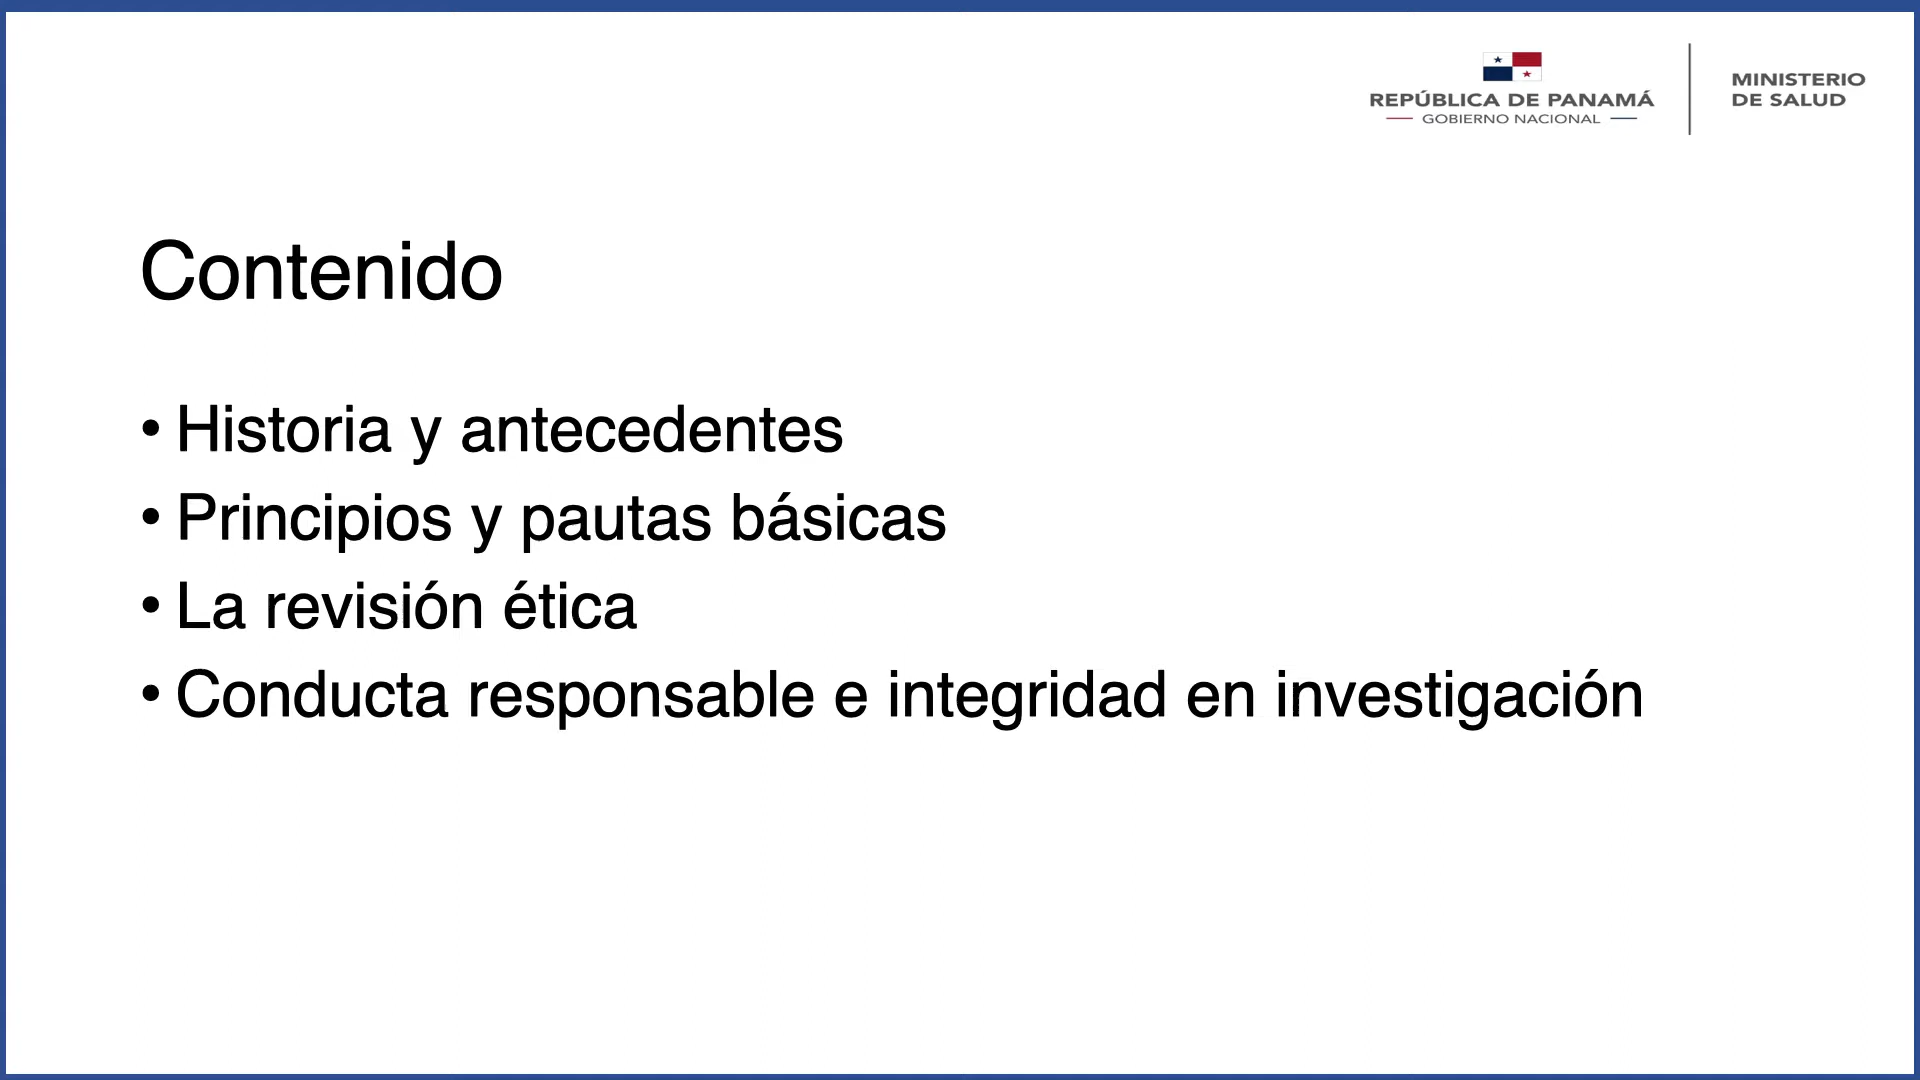 REPÚBLICA DE PANAMÁ
GOBIERNO NACIONAL
MINISTERIO
DE SALUD
Contenido
• Historia y antecedentes
• Principios y pautas básicas
• La revisión ética
• Conducta responsable e integridad en investigación